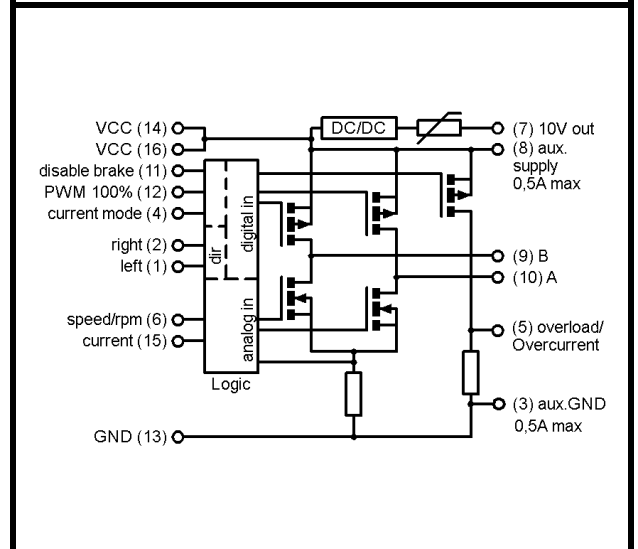 VCC (14)
VCC (16)
disable brake (11)
PWM 100% (12)
current mode (4)
right (2)
left (1)
speed/rpm (6)
current (15)
GND (13)
dir
digital in
analog in
Logic
DC/DC
(7) 10V out
(8) aux.
supply
0,5A max
(9) B
(10) A
(5) overload/
Overcurrent
(3) aux.GND
0,5A max